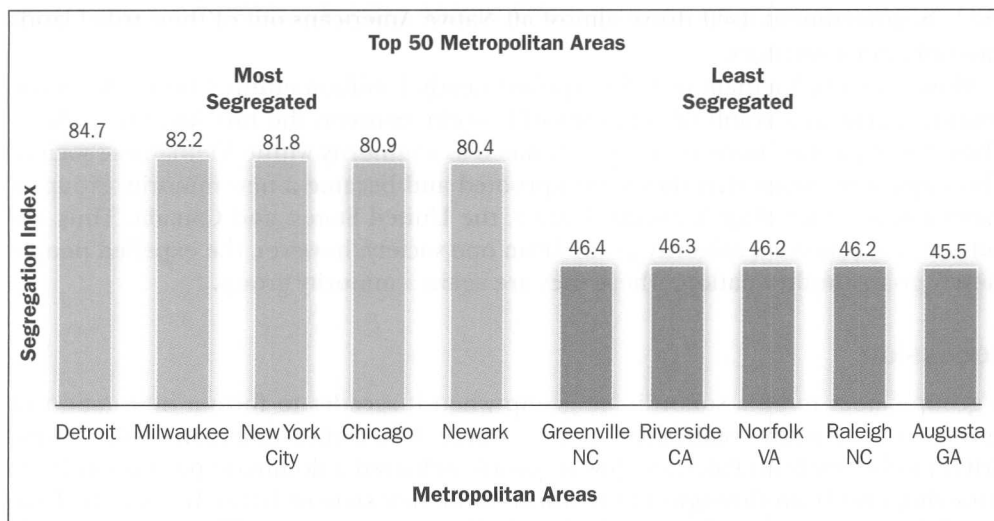 Top 50 Metropolitan Areas
Most
Segregated
Least
Segregated
84.7
82.2
81.8
80.9
80.4
46.4
46.3
46.2
46.2
45.5
Segregation Index
Detroit
Milwaukee
New York
City
Chicago
Newark
Greenville
NC
Riverside
CA
Norfolk
VA
Raleigh
NC
Augusta
GA
Metropolitan Areas